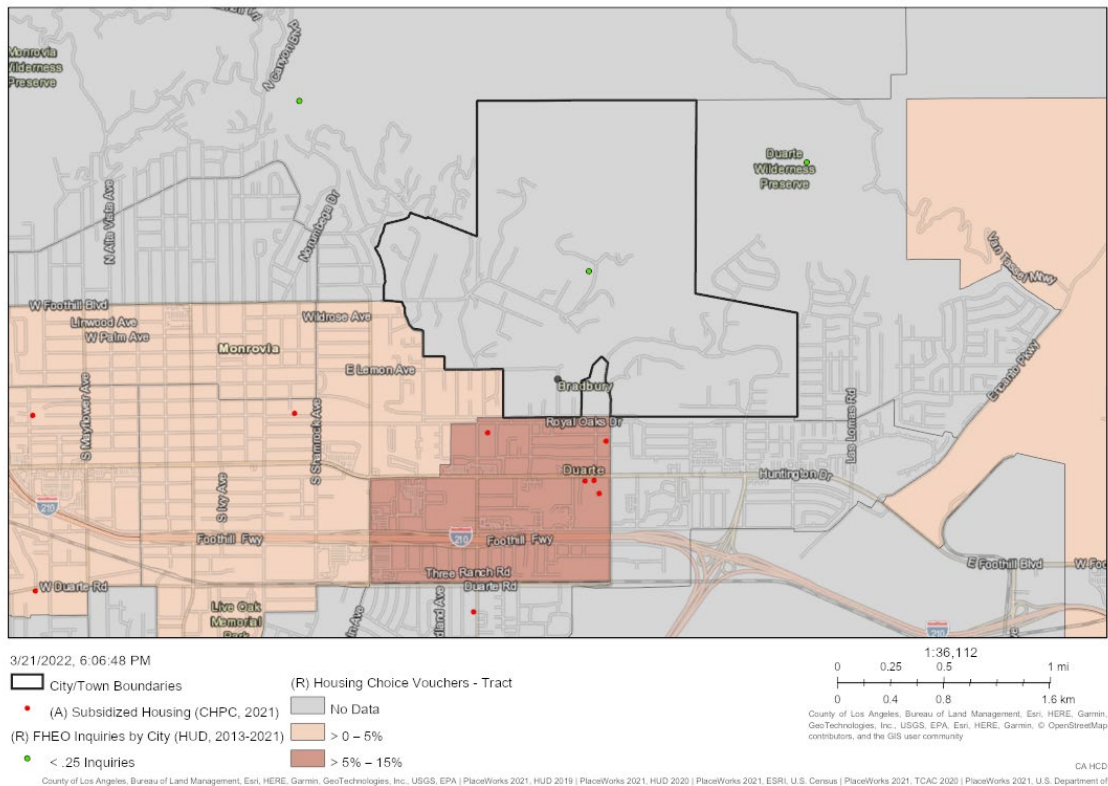 Monrovia
Wilderness
Preserve
N Canyon Blvd
Duarte
Wilderness
Preserve
N Alta Vista Ave
Norumbega Dr
Van Tassel Mtwy
W Foothill Blvd
Linwood Ave
W Palm Ave
Wildrose Ave
Monrovia
E Lemon Ave
Bradbury
Encanto Pkwy
S Mayflower Ave
S Shamrock Ave
Royal Oaks Dr
Las Lomas Rd
S Ivy Ave
Duarte
Huntington Dr
210
210
Foothill Fwy
Foothill Fwy
E Foothill Blvd
W Foo
Three Ranch Rd
W Duarte Rd
Duarte Rd
Live Oak
Memorial
Park
210
3/21/2022, 6:06:48 PM
City/Town Boundaries
(A) Subsidized Housing (CHPC, 2021)
(R) FHEO Inquiries by City (HUD, 2013-2021)
< .25 Inquiries
(R) Housing Choice Vouchers - Tract
No Data
> 0 – 5%
> 5% – 15%
1:36,112
0 0.25 0.5 1 mi
0 0.4 0.8 1.6 km
County of Los Angeles, Bureau of Land Management, Esri, HERE, Garmin,
GeoTechnologies, Inc., USGS, EPA, Esri, HERE, Garmin, © OpenStreetMap
contributors, and the GIS user community
CA HCD
County of Los Angeles, Bureau of Land Management, Esri, HERE, Garmin, GeoTechnologies, Inc., USGS, EPA | PlaceWorks 2021, HUD 2019 | PlaceWorks 2021, HUD 2020 | PlaceWorks 2021, ESRI, U.S. Census | PlaceWorks 2021, TCAC 2020 | PlaceWorks 2021, U.S. Department of